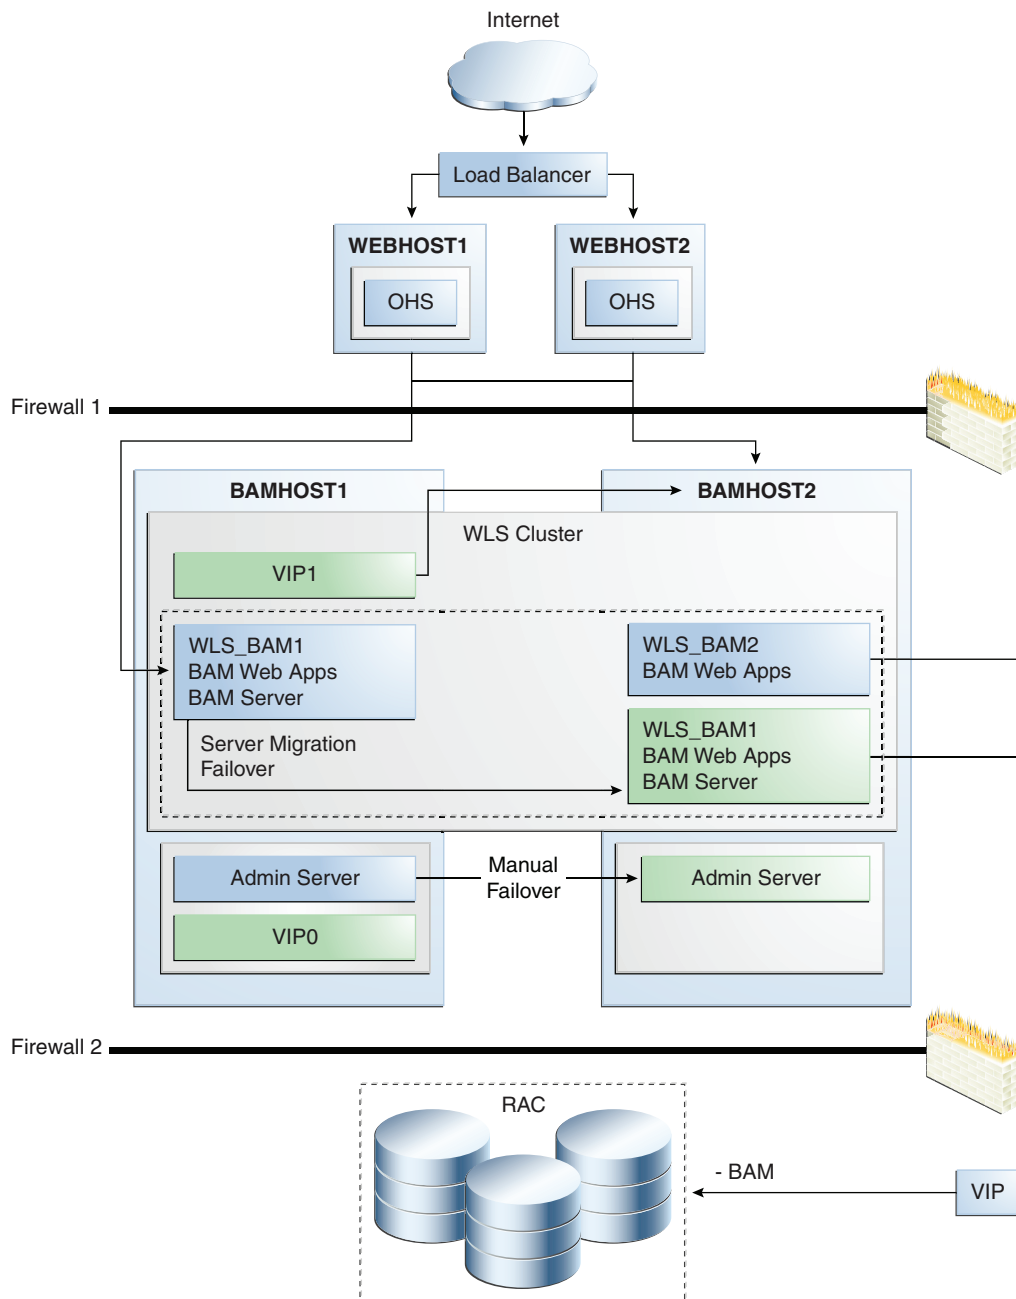 Internet
Load Balancer
WEBHOST1
WEBHOST2
OHS
OHS
Firewall 1
BAMHOST1
BAMHOST2
WLS Cluster
VIP1
WLS_BAM1
BAM Web Apps
BAM Server
WLS_BAM2
BAM Web Apps
WLS_BAM1
BAM Web Apps
BAM Server
Server Migration
Failover
Admin Server
Manual
Failover
Admin Server
VIP0
Firewall 2
RAC
- BAM
VIP